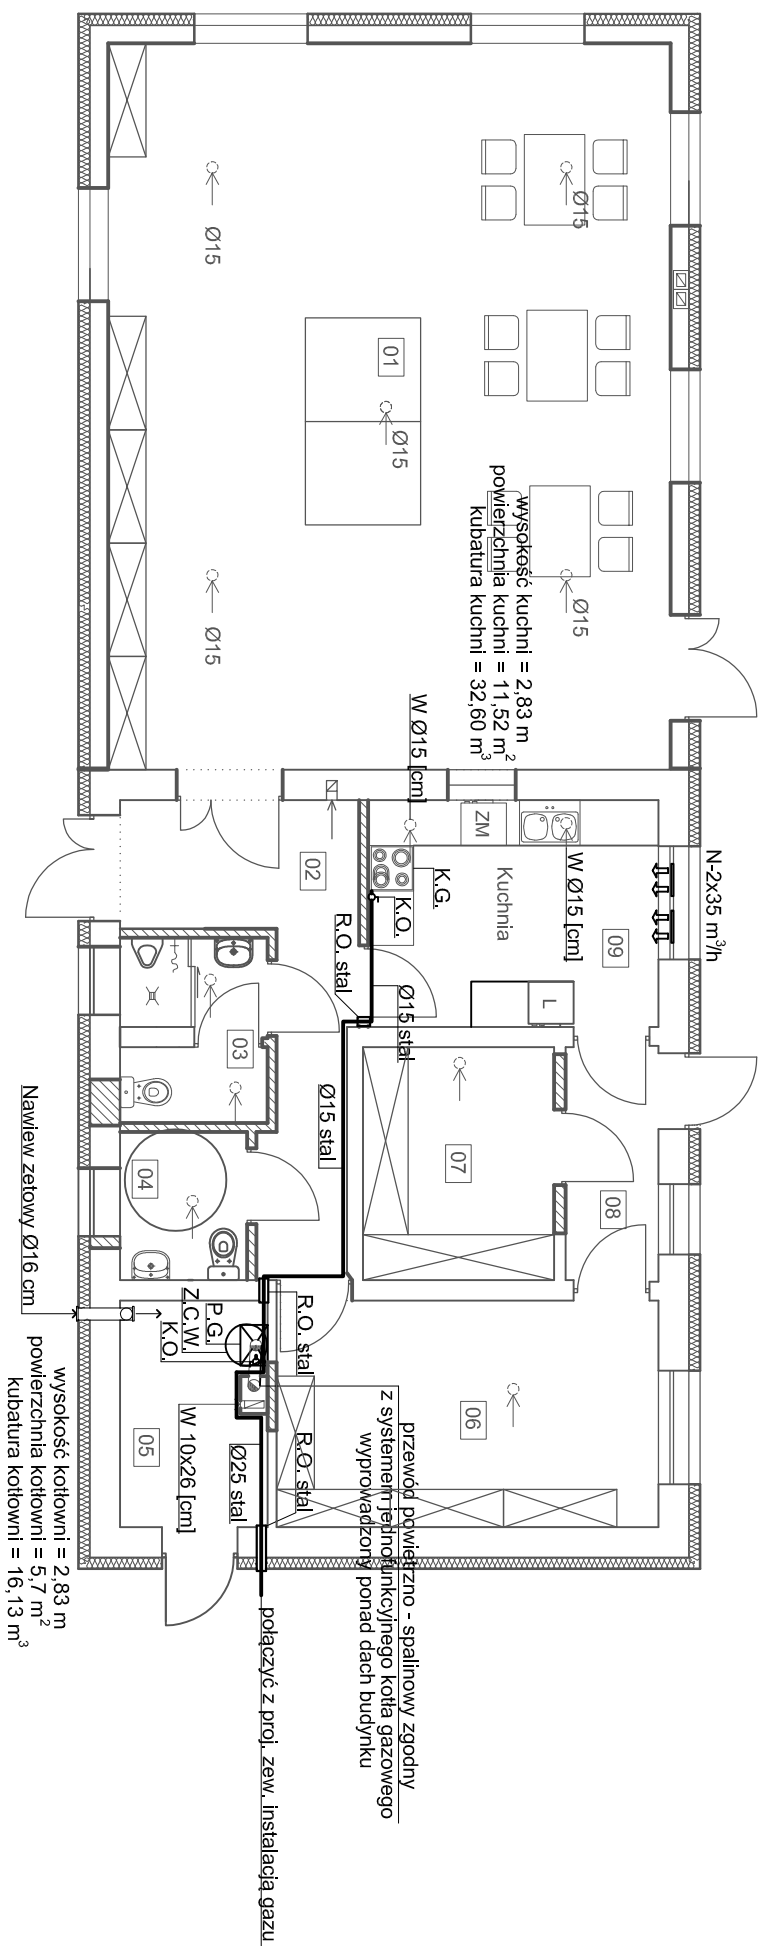 Ø15
Ø15
01
Ø15
wysokość kuchni = 2,83 m
powierzchnia kuchni = 11,52 m²
kubatura kuchni = 32,60 m³
Ø15
Ø15
W Ø15 [cm]
ZM
W Ø15 [cm]
N-2x35 m³/h
Kuchnia
09
K.G.
K.O.
02
R.O. stal
Ø15 stal
L
03
Ø15 stal
07
08
04
Nawiew zetowy Ø16 cm
R.O. stal
P.G.
Z.C.W.
K.O.
06
05
W 10x26 [cm]
Ø25 stal
R.O. stal
przewód powietrzno - spalinowy zgodny
z systemem jednofunkcyjnego kotła gazowego
wyprowadzony ponad dach budynku
wysokość kotłowni = 2,83 m
powierzchnia kotłowni = 5,7 m²
kubatura kotłowni = 16,13 m³
połączyć z proj. zew. instalacją gazu